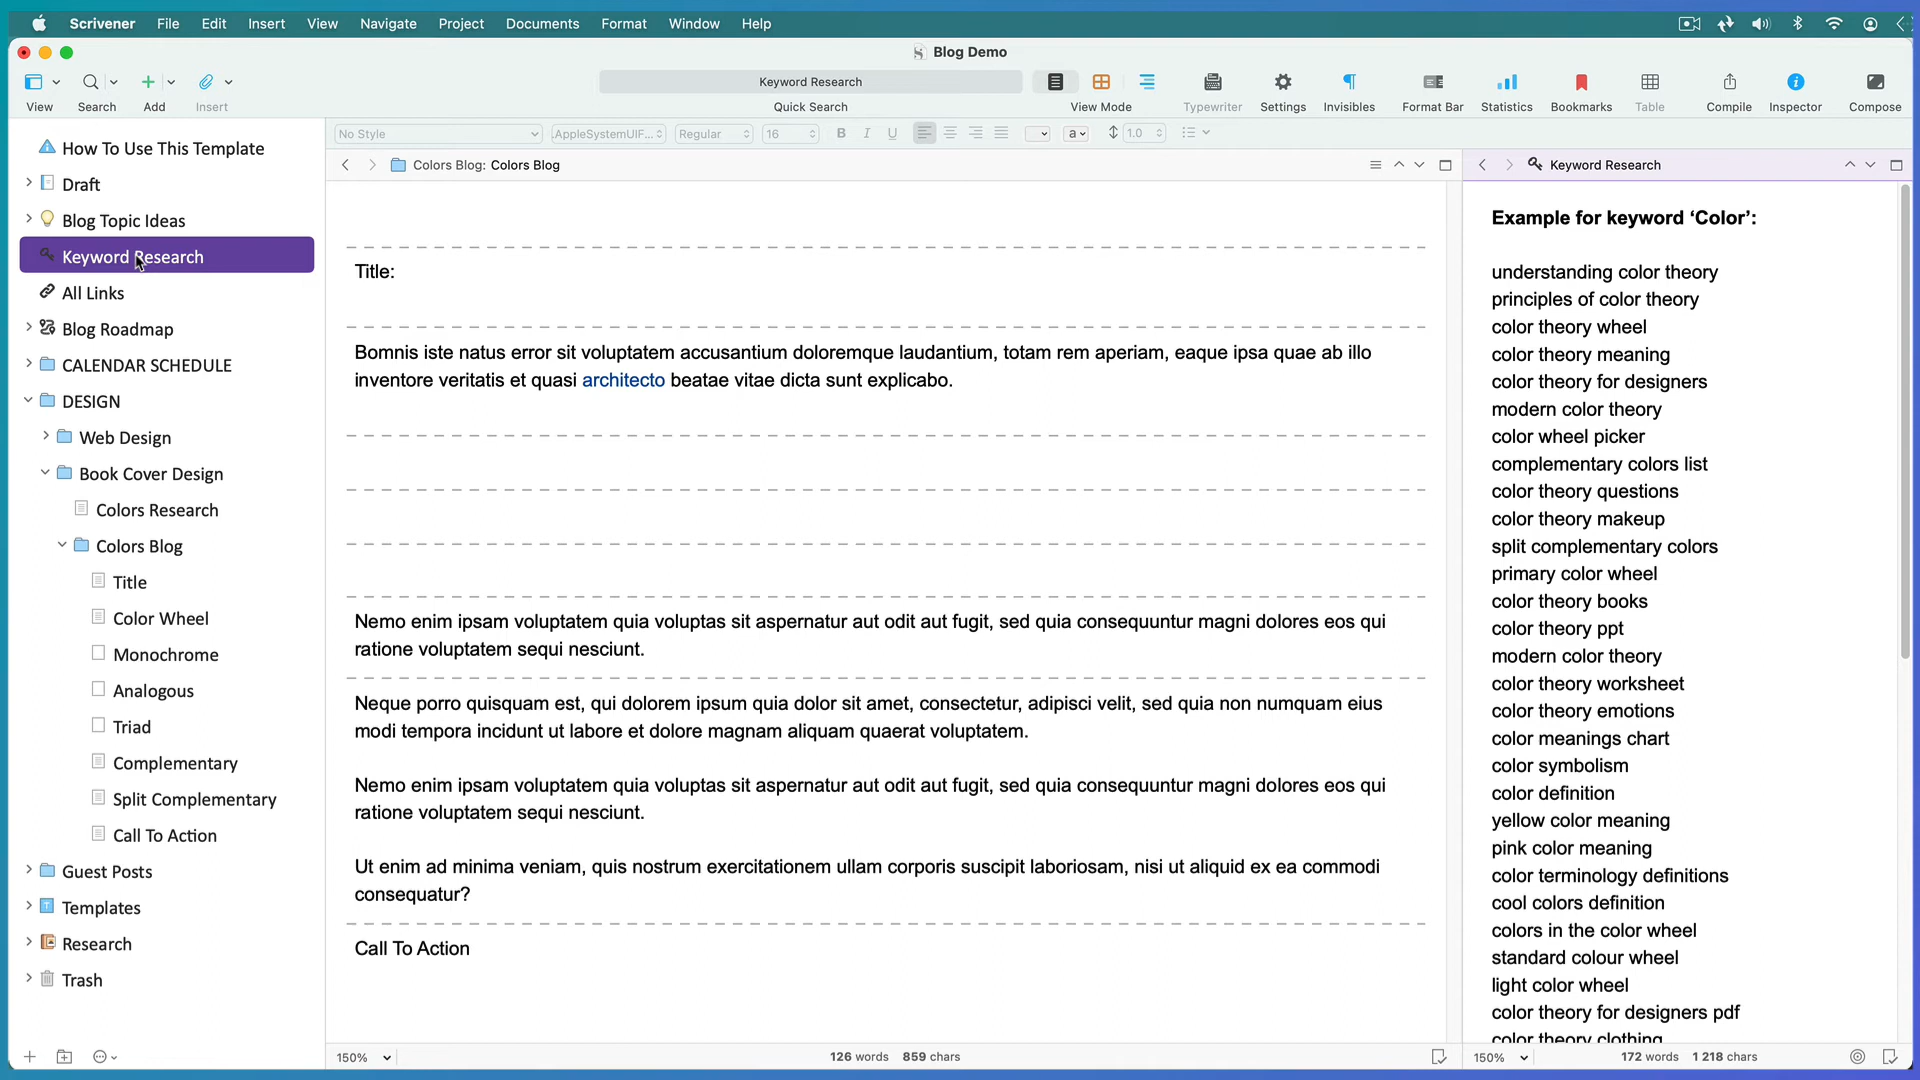 Scrivener File Edit Insert View Navigate Project Documents Format Window Help
Blog Demo
Keyword Research
View Search Add Insert Quick Search View Mode Typewriter Settings Invisibles Format Bar Statistics Bookmarks Table Compile Inspector Compose
No Style .AppleSystemUIF... Regular 16 B I U a 1.0
How To Use This Template
Draft
Blog Topic Ideas
Keyword Research
All Links
Blog Roadmap
CALENDAR SCHEDULE
DESIGN
Web Design
Book Cover Design
Colors Research
Colors Blog
Title
Color Wheel
Monochrome
Analogous
Triad
Complementary
Split Complementary
Call To Action
Guest Posts
Templates
Research
Trash
Colors Blog: Colors Blog
Title:
Bomnis iste natus error sit voluptatem accusantium doloremque laudantium, totam rem aperiam, eaque ipsa quae ab illo
inventore veritatis et quasi architecto beatae vitae dicta sunt explicabo.
Nemo enim ipsam voluptatem quia voluptas sit aspernatur aut odit aut fugit, sed quia consequuntur magni dolores eos qui
ratione voluptatem sequi nesciunt.
Neque porro quisquam est, qui dolorem ipsum quia dolor sit amet, consectetur, adipisci velit, sed quia non numquam eius
modi tempora incidunt ut labore et dolore magnam aliquam quaerat voluptatem.
Nemo enim ipsam voluptatem quia voluptas sit aspernatur aut odit aut fugit, sed quia consequuntur magni dolores eos qui
ratione voluptatem sequi nesciunt.
Ut enim ad minima veniam, quis nostrum exercitationem ullam corporis suscipit laboriosam, nisi ut aliquid ex ea commodi
consequatur?
Call To Action
150% 126 words 859 chars
Keyword Research
Example for keyword ‘Color’:
understanding color theory
principles of color theory
color theory wheel
color theory meaning
color theory for designers
modern color theory
color wheel picker
complementary colors list
color theory questions
color theory makeup
split complementary colors
primary color wheel
color theory books
color theory ppt
modern color theory
color theory worksheet
color theory emotions
color meanings chart
color symbolism
color definition
yellow color meaning
pink color meaning
color terminology definitions
cool colors definition
colors in the color wheel
standard colour wheel
light color wheel
color theory for designers pdf
color theory clothing
150% 172 words 1 218 chars